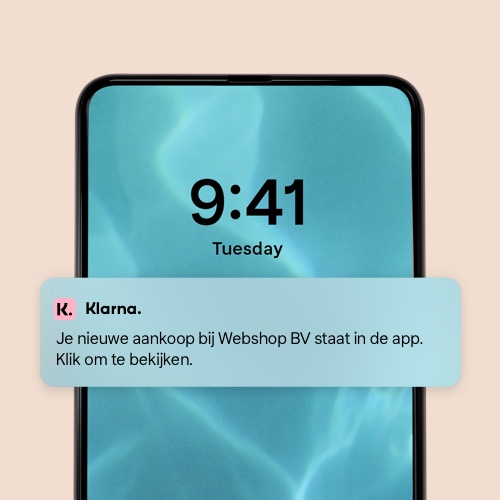 9:41
Tuesday
K. Klarna.
Je nieuwe aankoop bij Webshop BV staat in de app.
Klik om te bekijken.